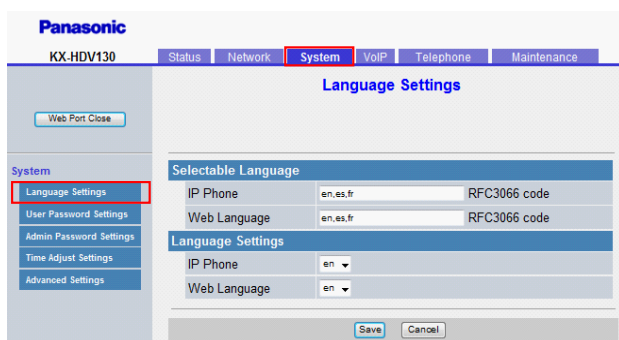 Panasonic
KX-HDV130
Status Network System VoIP Telephone Maintenance
Language Settings
Web Port Close
System
Language Settings
User Password Settings
Admin Password Settings
Time Adjust Settings
Advanced Settings
Selectable Language
IP Phone en,es,fr RFC3066 code
Web Language en,es,fr RFC3066 code
Language Settings
IP Phone en
Web Language en
Save Cancel